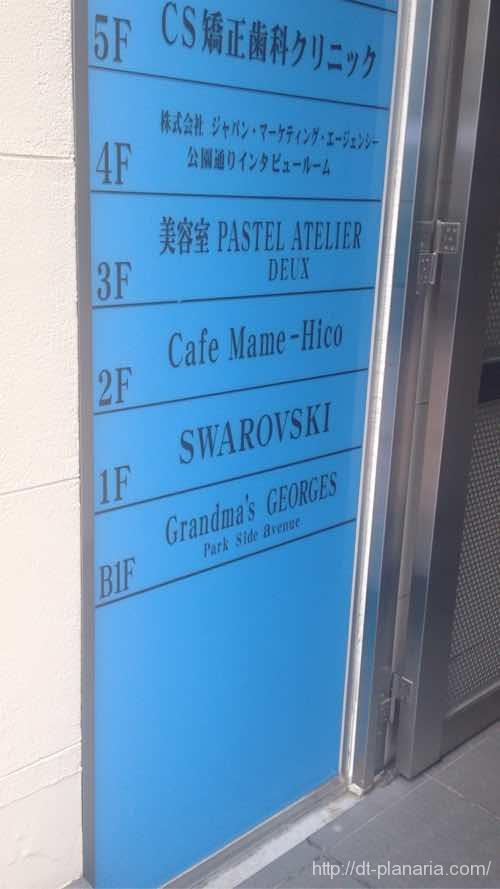 5F CS矯正歯科クリニック
株式会社 ジャパン・マーケティング・エージェンシー
4F 公園通りインタビュールーム
美容室 PASTEL ATELIER
3F DEUX
2F Cafe Mame-Hico
1F SWAROVSKI
B1F Grandma's GEORGES
Park Side avenue
http://dt-planaria.com/